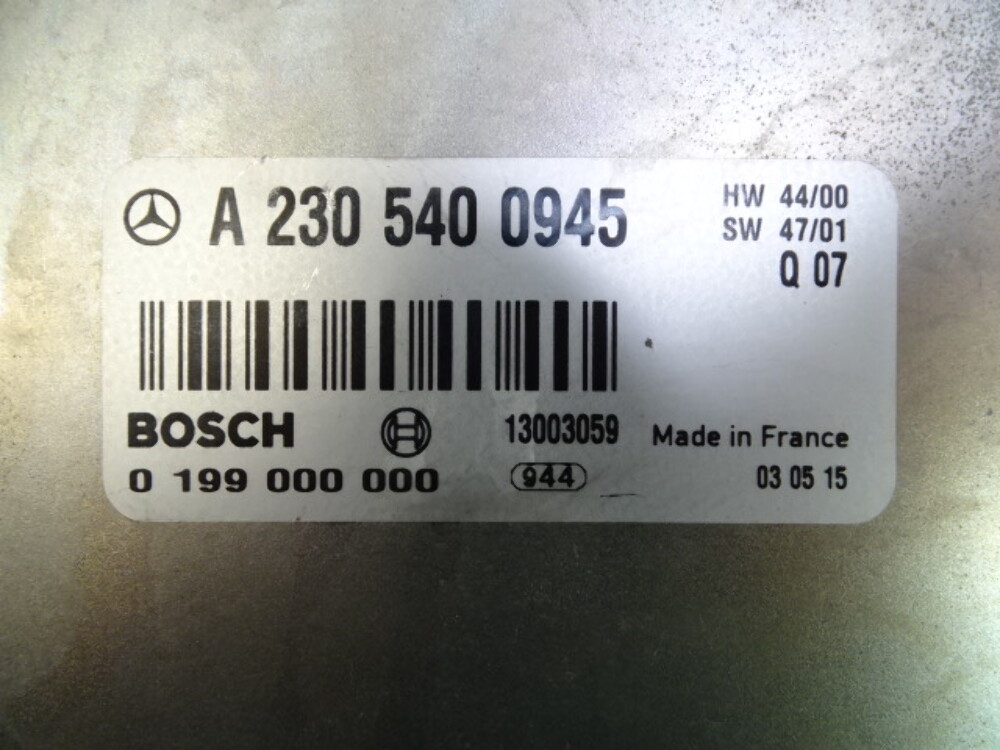 A 230 540 0945
HW 44/00
SW 47/01
Q 07
BOSCH
13003059
Made in France
0 199 000 000
944
03 05 15